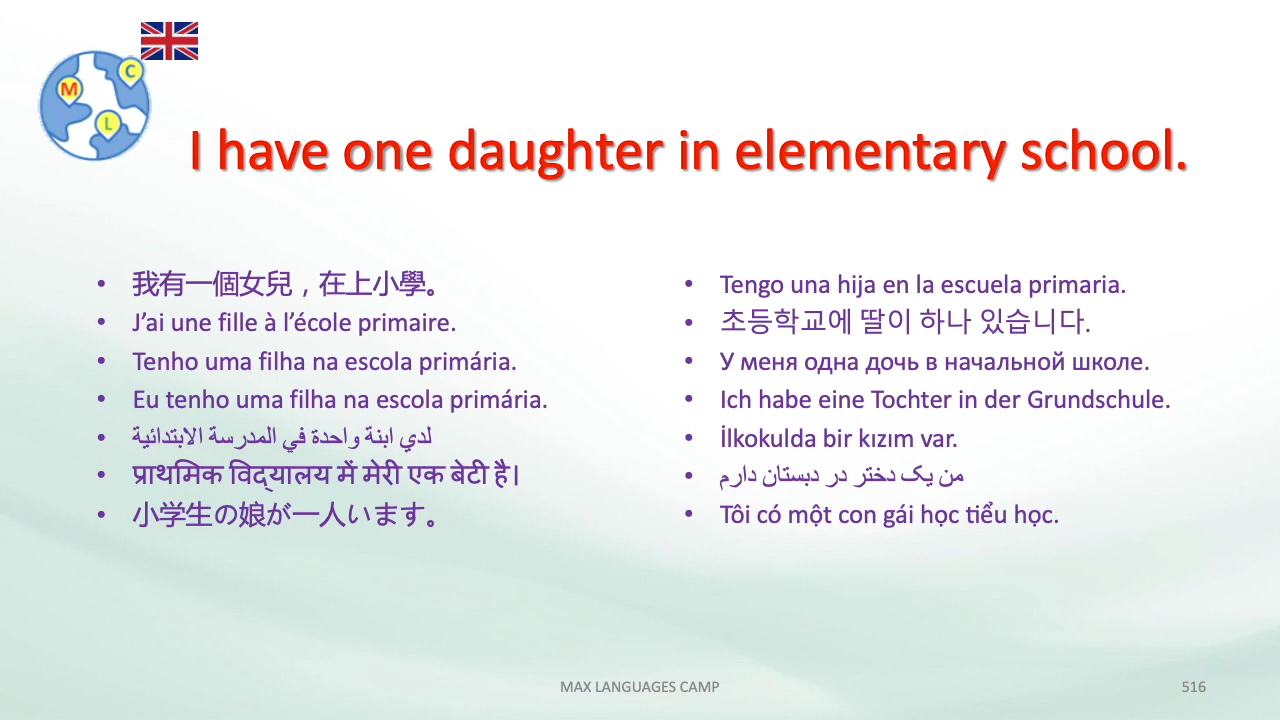 M C L
I have one daughter in elementary school.
我有一個女兒，在上小學。
J’ai une fille à l’école primaire.
Tenho uma filha na escola primária.
Eu tenho uma filha na escola primária.
لدي ابنة واحدة في المدرسة الابتدائية
प्राथमिक विद्यालय में मेरी एक बेटी है।
小学生の娘が一人います。
Tengo una hija en la escuela primaria.
초등학교에 딸이 하나 있습니다.
У меня одна дочь в начальной школе.
Ich habe eine Tochter in der Grundschule.
İlkokulda bir kızım var.
من یک دختر در دبستان دارم
Tôi có một con gái học tiểu học.
MAX LANGUAGES CAMP
516